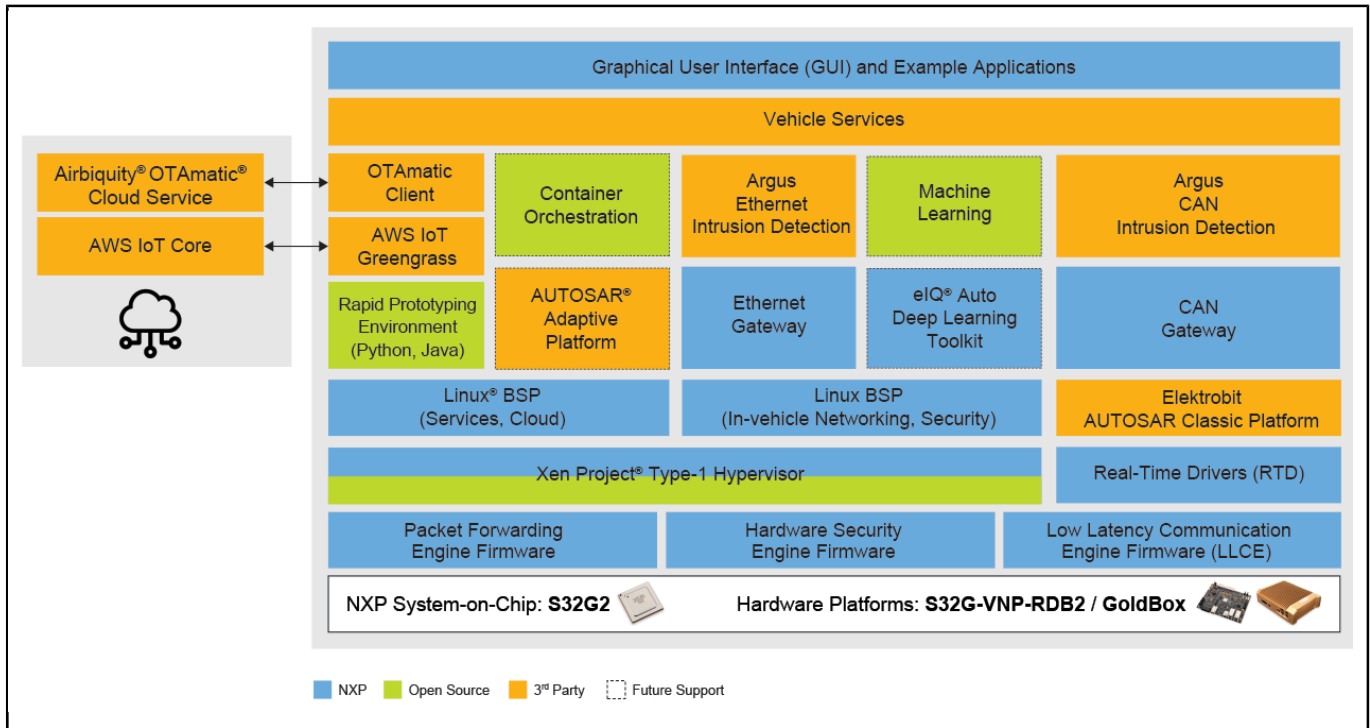 Graphical User Interface (GUI) and Example Applications
Vehicle Services
Airbiquity® OTAmatic®
Cloud Service
AWS IoT Core
OTAmatic
Client
AWS IoT
Greengrass
Rapid Prototyping
Environment
(Python, Java)
Container
Orchestration
AUTOSAR®
Adaptive
Platform
Argus
Ethernet
Intrusion Detection
Ethernet
Gateway
Machine
Learning
eIQ® Auto
Deep Learning
Toolkit
Argus
CAN
Intrusion Detection
CAN
Gateway
Linux® BSP
(Services, Cloud)
Linux BSP
(In-vehicle Networking, Security)
Elektrobit
AUTOSAR Classic Platform
Xen Project® Type-1 Hypervisor
Real-Time Drivers (RTD)
Packet Forwarding
Engine Firmware
Hardware Security
Engine Firmware
Low Latency Communication
Engine Firmware (LLCE)
NXP System-on-Chip: S32G2
Hardware Platforms: S32G-VNP-RDB2 / GoldBox
NXP
Open Source
3rd Party
Future Support